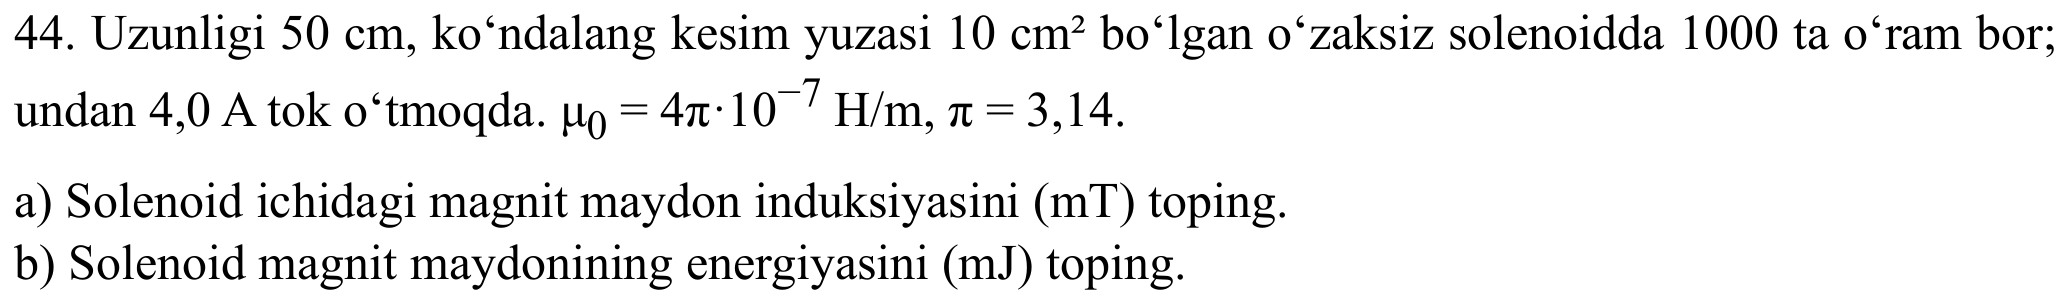 44. Uzunligi 50 cm, ko‘ndalang kesim yuzasi 10 cm² bo‘lgan o‘zaksiz solenoidda 1000 ta o‘ram bor;
undan 4,0 A tok o‘tmoqda. μ₀ = 4π·10⁻⁷ H/m, π = 3,14.
a) Solenoid ichidagi magnit maydon induksiyasini (mT) toping.
b) Solenoid magnit maydonining energiyasini (mJ) toping.